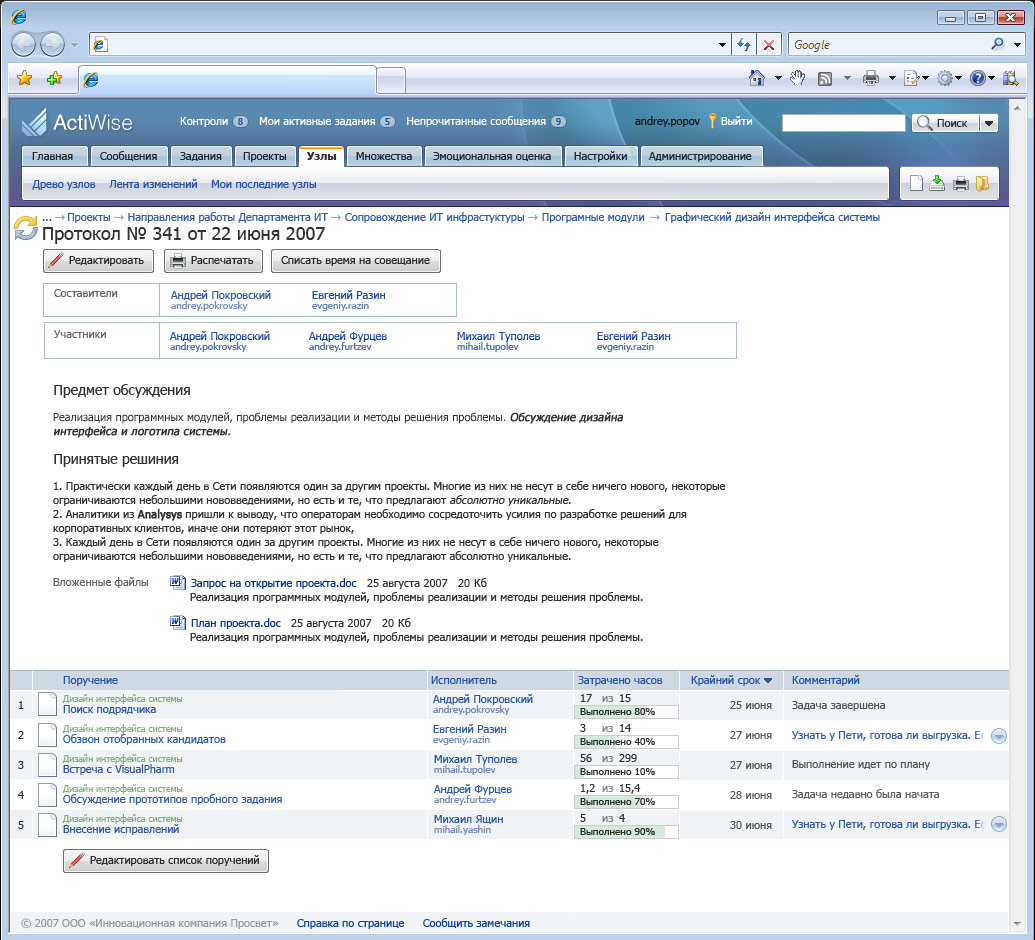 Google
ActiWise
Контроли 8 Мои активные задания 5 Непрочитанные сообщения 9 andrey.popov Выйти Поиск
Главная Сообщения Задания Проекты Узлы Множества Эмоциональная оценка Настройки Администрирование
Древо узлов Лента изменений Мои последние узлы
... → Проекты → Направления работы Департамента ИТ → Сопровождение ИТ инфрастуктуры → Програмные модули → Графический дизайн интерфейса системы
Протокол № 341 от 22 июня 2007
Редактировать Распечатать Списать время на совещание
Составители Андрей Покровский Евгений Разин
andrey.pokrovsky evgeniy.razin
Участники Андрей Покровский Андрей Фурцев Михаил Туполев Евгений Разин
andrey.pokrovsky andrey.furtzev mihail.tupolev evgeniy.razin
Предмет обсуждения
Реализация программных модулей, проблемы реализации и методы решения проблемы. Обсуждение дизайна
интерфейса и логотипа системы.
Принятые решиния
1. Практически каждый день в Сети появляются один за другим проекты. Многие из них не несут в себе ничего нового, некоторые
ограничиваются небольшими нововведениями, но есть и те, что предлагают абсолютно уникальные.
2. Аналитики из Analysys пришли к выводу, что операторам необходимо сосредоточить усилия по разработке решений для
корпоративных клиентов, иначе они потеряют этот рынок,
3. Каждый день в Сети появляются один за другим проекты. Многие из них не несут в себе ничего нового, некоторые
ограничиваются небольшими нововведениями, но есть и те, что предлагают абсолютно уникальные.
Вложенные файлы Запрос на открытие проекта.doc 25 августа 2007 20 Кб
Реализация программных модулей, проблемы реализации и методы решения проблемы.
План проекта.doc 25 августа 2007 20 Кб
Реализация программных модулей, проблемы реализации и методы решения проблемы.
Поручение Исполнитель Затрачено часов Крайний срок Комментарий
1 Дизайн интерфейса системы Андрей Покровский 17 из 15 25 июня Задача завершена
Поиск подрядчика andrey.pokrovsky Выполнено 80%
2 Дизайн интерфейса системы Евгений Разин 3 из 14 27 июня Узнать у Пети, готова ли выгрузка. Ес
Обзвон отобранных кандидатов evgeniy.razin Выполнено 40%
3 Дизайн интерфейса системы Михаил Туполев 56 из 299 27 июня Выполнение идет по плану
Встреча с VisualPharm mihail.tupolev Выполнено 10%
4 Дизайн интерфейса системы Андрей Фурцев 1,2 из 15,4 28 июня Задача недавно была начата
Обсуждение прототипов пробного задания andrey.furtzev Выполнено 70%
5 Дизайн интерфейса системы Михаил Ящин 5 из 4 30 июня Узнать у Пети, готова ли выгрузка. Ес
Внесение исправлений mihail.yashin Выполнено 90%
Редактировать список поручений
© 2007 ООО «Инновационная компания Просвет» Справка по странице Сообщить замечания